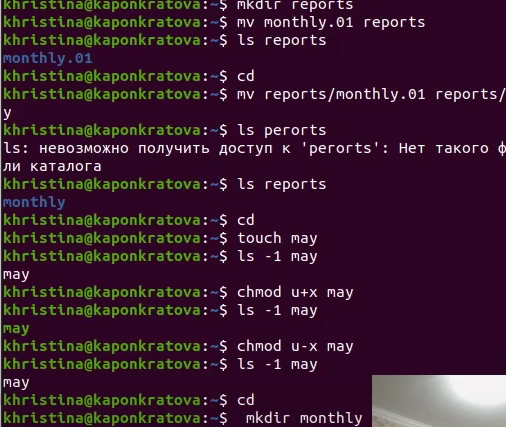 khristina@kaponkratova:~$ mkdir reports
khristina@kaponkratova:~$ mv monthly.01 reports
khristina@kaponkratova:~$ ls reports
monthly.01
khristina@kaponkratova:~$ cd
khristina@kaponkratova:~$ mv reports/monthly.01 reports/
y
khristina@kaponkratova:~$ ls perorts
ls: невозможно получить доступ к 'perorts': Нет такого ф
ли каталога
khristina@kaponkratova:~$ ls reports
monthly
khristina@kaponkratova:~$ cd
khristina@kaponkratova:~$ touch may
khristina@kaponkratova:~$ ls -1 may
may
khristina@kaponkratova:~$ chmod u+x may
khristina@kaponkratova:~$ ls -1 may
may
khristina@kaponkratova:~$ chmod u-x may
khristina@kaponkratova:~$ ls -1 may
may
khristina@kaponkratova:~$ cd
khristina@kaponkratova:~$  mkdir monthly